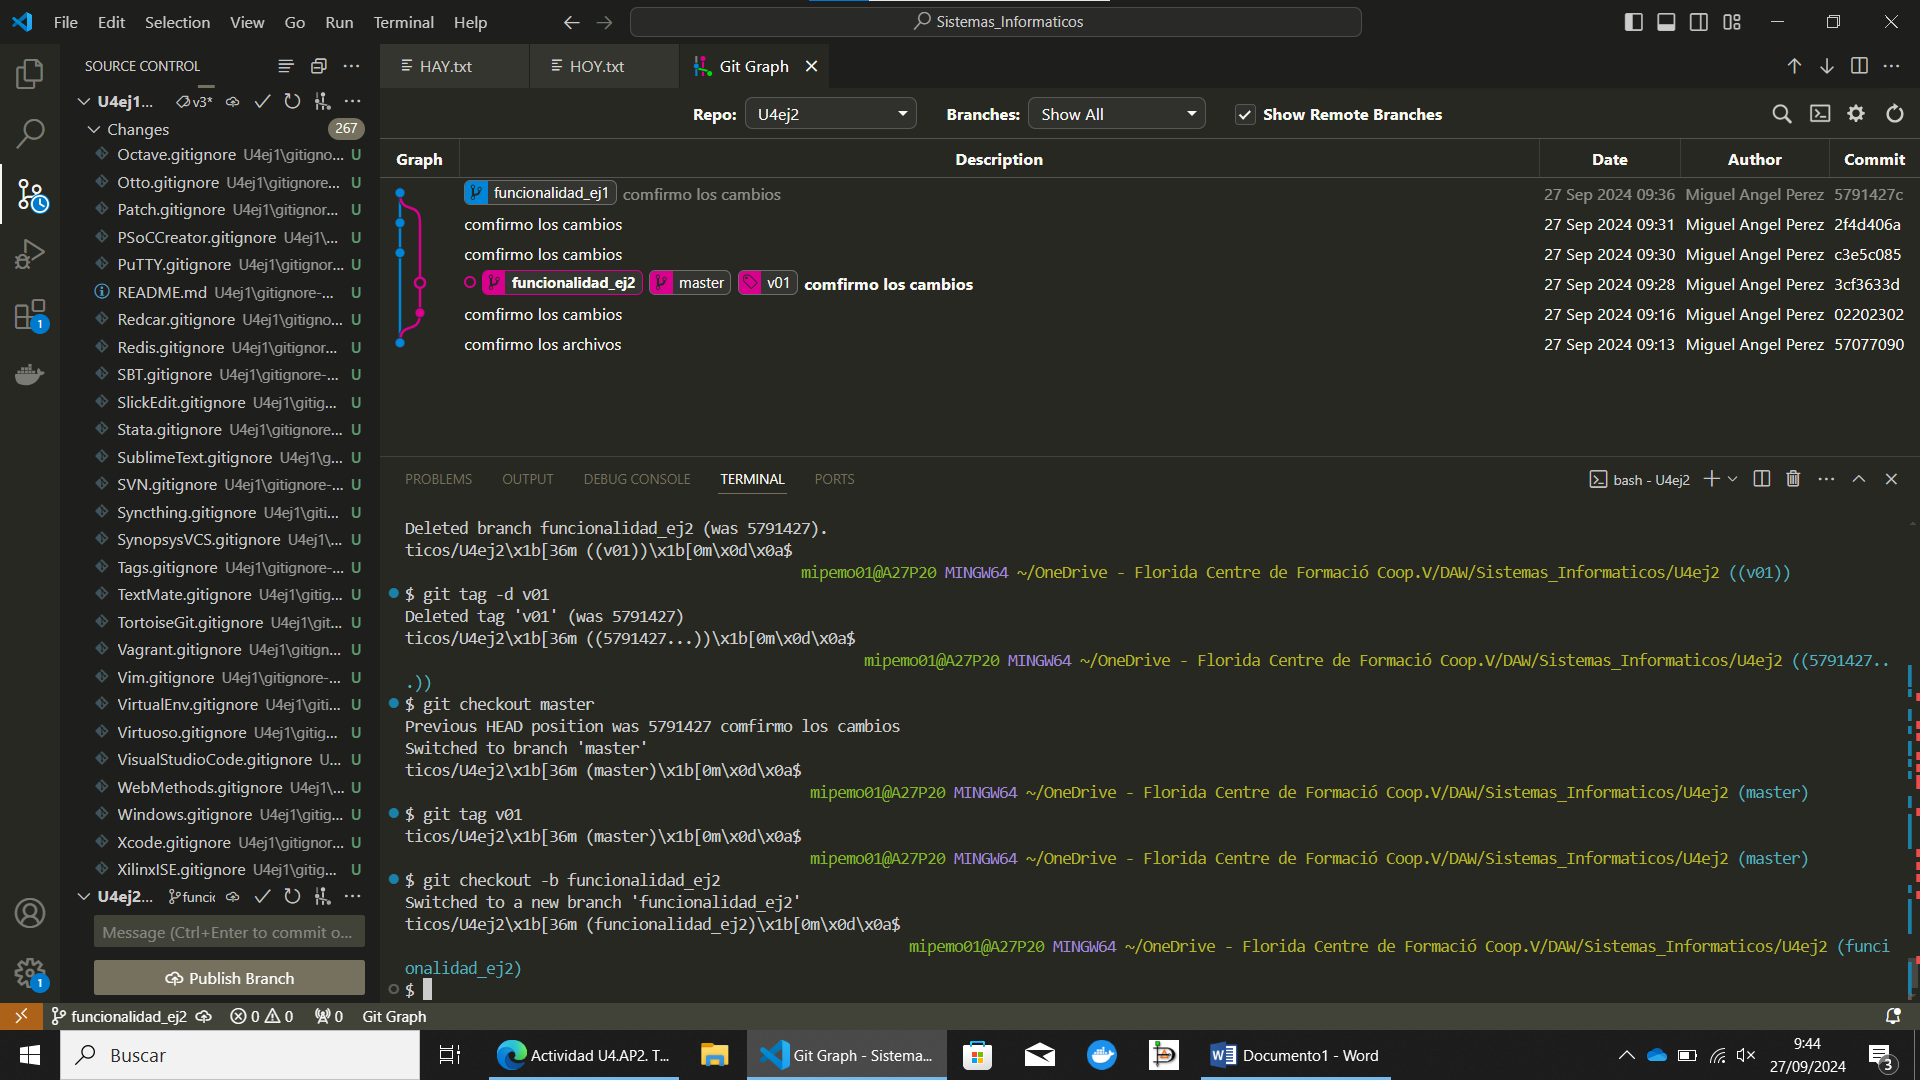 File Edit Selection View Go Run Terminal Help Sistemas_Informaticos
SOURCE CONTROL
U4ej1... v3*
Changes 267
Octave.gitignore U4ej1\gitigno... U
Otto.gitignore U4ej1\gitignore... U
Patch.gitignore U4ej1\gitignor... U
PSoCCreator.gitignore U4ej1\... U
PuTTY.gitignore U4ej1\gitignor... U
README.md U4ej1\gitignore-... U
Redcar.gitignore U4ej1\gitigno... U
Redis.gitignore U4ej1\gitignor... U
SBT.gitignore U4ej1\gitignore-... U
SlickEdit.gitignore U4ej1\gitig... U
Stata.gitignore U4ej1\gitignore... U
SublimeText.gitignore U4ej1\g... U
SVN.gitignore U4ej1\gitignore-... U
Syncthing.gitignore U4ej1\giti... U
SynopsysVCS.gitignore U4ej1\... U
Tags.gitignore U4ej1\gitignore-... U
TextMate.gitignore U4ej1\gitig... U
TortoiseGit.gitignore U4ej1\git... U
Vagrant.gitignore U4ej1\gitign... U
Vim.gitignore U4ej1\gitignore-... U
VirtualEnv.gitignore U4ej1\giti... U
Virtuoso.gitignore U4ej1\gitig... U
VisualStudioCode.gitignore U... U
WebMethods.gitignore U4ej1\... U
Windows.gitignore U4ej1\gitig... U
Xcode.gitignore U4ej1\gitignor... U
XilinxISE.gitignore U4ej1\gitig... U
U4ej2... funcic
Message (Ctrl+Enter to commit o...
Publish Branch
1
1
HAY.txt HOY.txt Git Graph
Repo: U4ej2 Branches: Show All Show Remote Branches
Graph Description Date Author Commit
funcionalidad_ej1 comfirmo los cambios 27 Sep 2024 09:36 Miguel Angel Perez 5791427c
comfirmo los cambios 27 Sep 2024 09:31 Miguel Angel Perez 2f4d406a
comfirmo los cambios 27 Sep 2024 09:30 Miguel Angel Perez c3e5c085
funcionalidad_ej2 master v01 comfirmo los cambios 27 Sep 2024 09:28 Miguel Angel Perez 3cf3633d
comfirmo los cambios 27 Sep 2024 09:16 Miguel Angel Perez 02202302
comfirmo los archivos 27 Sep 2024 09:13 Miguel Angel Perez 57077090
PROBLEMS OUTPUT DEBUG CONSOLE TERMINAL PORTS bash - U4ej2
Deleted branch funcionalidad_ej2 (was 5791427).
ticos/U4ej2\x1b[36m ((v01))\x1b[0m\x0d\x0a$
mipemo01@A27P20 MINGW64 ~/OneDrive - Florida Centre de Formació Coop.V/DAW/Sistemas_Informaticos/U4ej2 ((v01))
$ git tag -d v01
Deleted tag 'v01' (was 5791427)
ticos/U4ej2\x1b[36m ((5791427...))\x1b[0m\x0d\x0a$
mipemo01@A27P20 MINGW64 ~/OneDrive - Florida Centre de Formació Coop.V/DAW/Sistemas_Informaticos/U4ej2 ((5791427..
.))
$ git checkout master
Previous HEAD position was 5791427 comfirmo los cambios
Switched to branch 'master'
ticos/U4ej2\x1b[36m (master)\x1b[0m\x0d\x0a$
mipemo01@A27P20 MINGW64 ~/OneDrive - Florida Centre de Formació Coop.V/DAW/Sistemas_Informaticos/U4ej2 (master)
$ git tag v01
ticos/U4ej2\x1b[36m (master)\x1b[0m\x0d\x0a$
mipemo01@A27P20 MINGW64 ~/OneDrive - Florida Centre de Formació Coop.V/DAW/Sistemas_Informaticos/U4ej2 (master)
$ git checkout -b funcionalidad_ej2
Switched to a new branch 'funcionalidad_ej2'
ticos/U4ej2\x1b[36m (funcionalidad_ej2)\x1b[0m\x0d\x0a$
mipemo01@A27P20 MINGW64 ~/OneDrive - Florida Centre de Formació Coop.V/DAW/Sistemas_Informaticos/U4ej2 (funci
onalidad_ej2)
$
funcionalidad_ej2 0 0 0 Git Graph
Buscar Actividad U4.AP2. T... Git Graph - Sistema... Documento1 - Word 9:44
27/09/2024 3